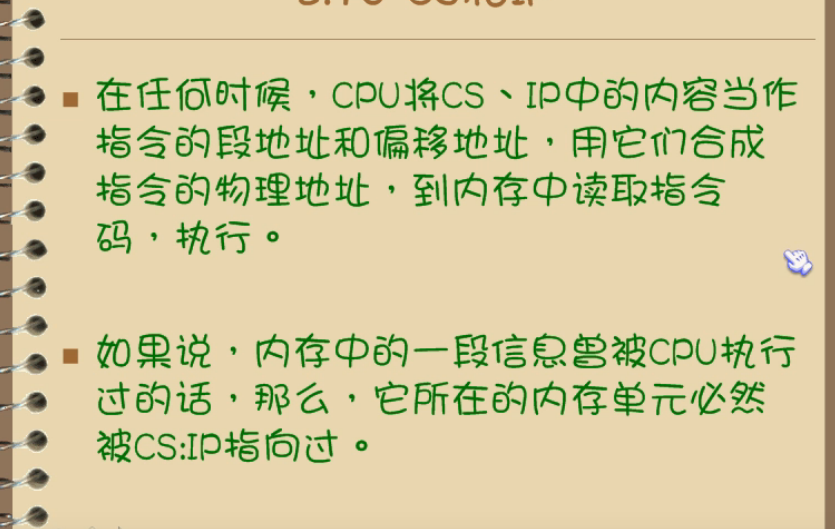 在任何时候，CPU将CS、IP中的内容当作
指令的段地址和偏移地址，用它们合成
指令的物理地址，到内存中读取指令
码，执行。
如果说，内存中的一段信息曾被CPU执行
过的话，那么，它所在的内存单元必然
被CS:IP指向过。